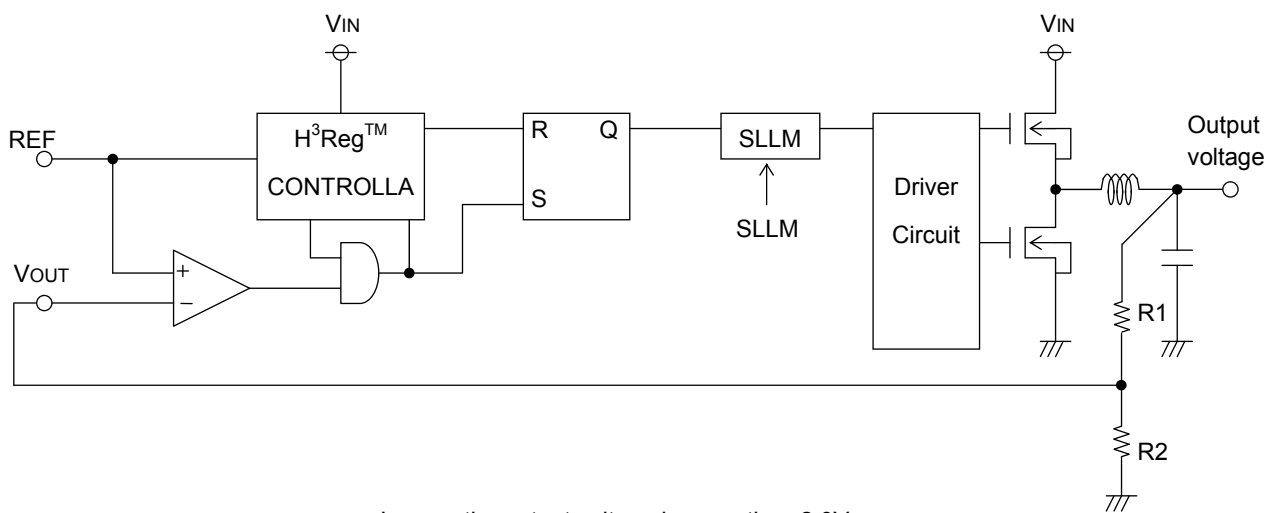 VIN
VIN
REF
H³Reg™
CONTROLLA
R
Q
S
SLLM
SLLM
Driver
Circuit
Output
voltage
VOUT
+
−
R1
R2